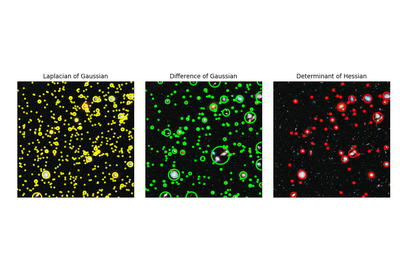 Laplacian of Gaussian
Difference of Gaussian
Determinant of Hessian